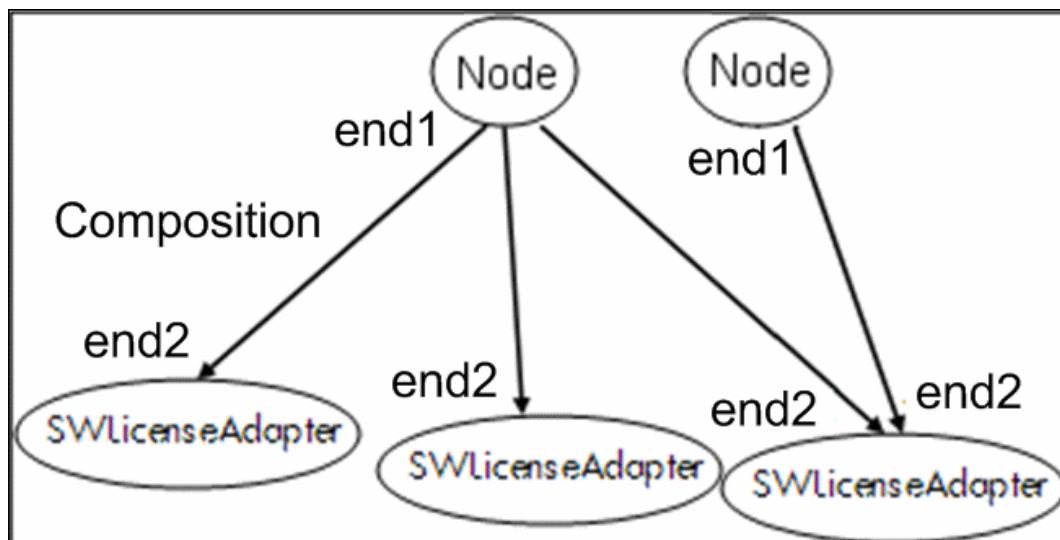 Node
Node
end1
end1
Composition
end2
end2
end2
end2
SWLicenseAdapter
SWLicenseAdapter
SWLicenseAdapter